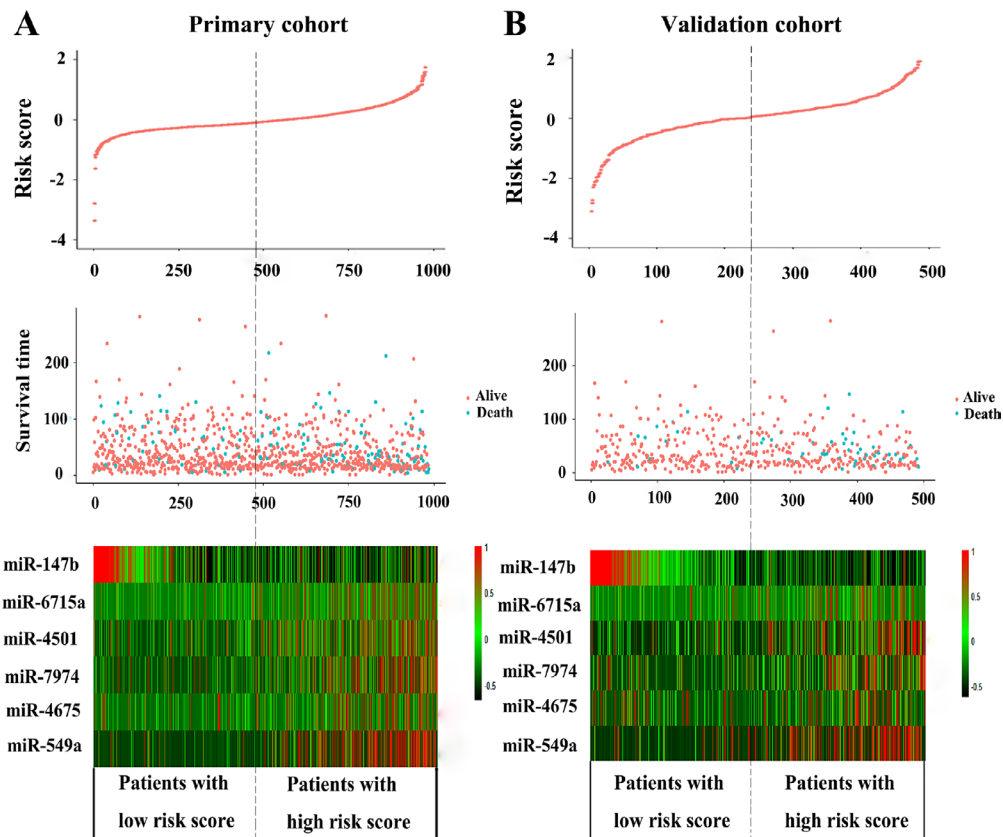 A
Primary cohort
Risk score
2
0
-2
-4
0 250 500 750 1000
Survival time
200
100
0
0 250 500 750 1000
Alive
Death
miR-147b
miR-6715a
miR-4501
miR-7974
miR-4675
miR-549a
1
0.5
0
-0.5
Patients with
low risk score
Patients with
high risk score
B
Validation cohort
Risk score
2
0
-2
-4
0 100 200 300 400 500
200
100
0
0 100 200 300 400 500
Alive
Death
miR-147b
miR-6715a
miR-4501
miR-7974
miR-4675
miR-549a
1
0.5
0
-0.5
Patients with
low risk score
Patients with
high risk score